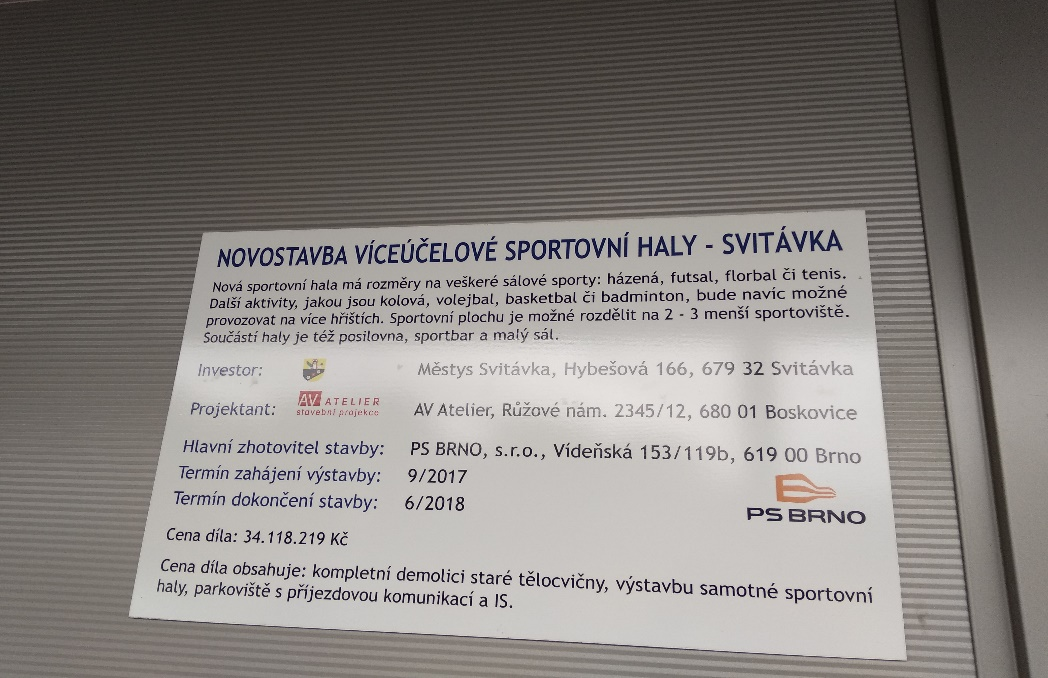 NOVOSTAVBA VÍCEÚČELOVÉ SPORTOVNÍ HALY - SVITÁVKA
Nová sportovní hala má rozměry na veškeré sálové sporty: házená, futsal, florbal či tenis.
Další aktivity, jakou jsou kolová, volejbal, basketbal či badminton, bude navíc možné
provozovat na více hřištích. Sportovní plochu je možné rozdělit na 2 - 3 menší sportoviště.
Součástí haly je též posilovna, sportbar a malý sál.
Investor: Městys Svitávka, Hybešová 166, 679 32 Svitávka
Projektant: AV ATELIER stavební projekce AV Atelier, Růžové nám. 2345/12, 680 01 Boskovice
Hlavní zhotovitel stavby: PS BRNO, s.r.o., Vídeňská 153/119b, 619 00 Brno
Termín zahájení výstavby: 9/2017
Termín dokončení stavby: 6/2018
PS BRNO
Cena díla: 34.118.219 Kč
Cena díla obsahuje: kompletní demolici staré tělocvičny, výstavbu samotné sportovní
haly, parkoviště s příjezdovou komunikací a IS.